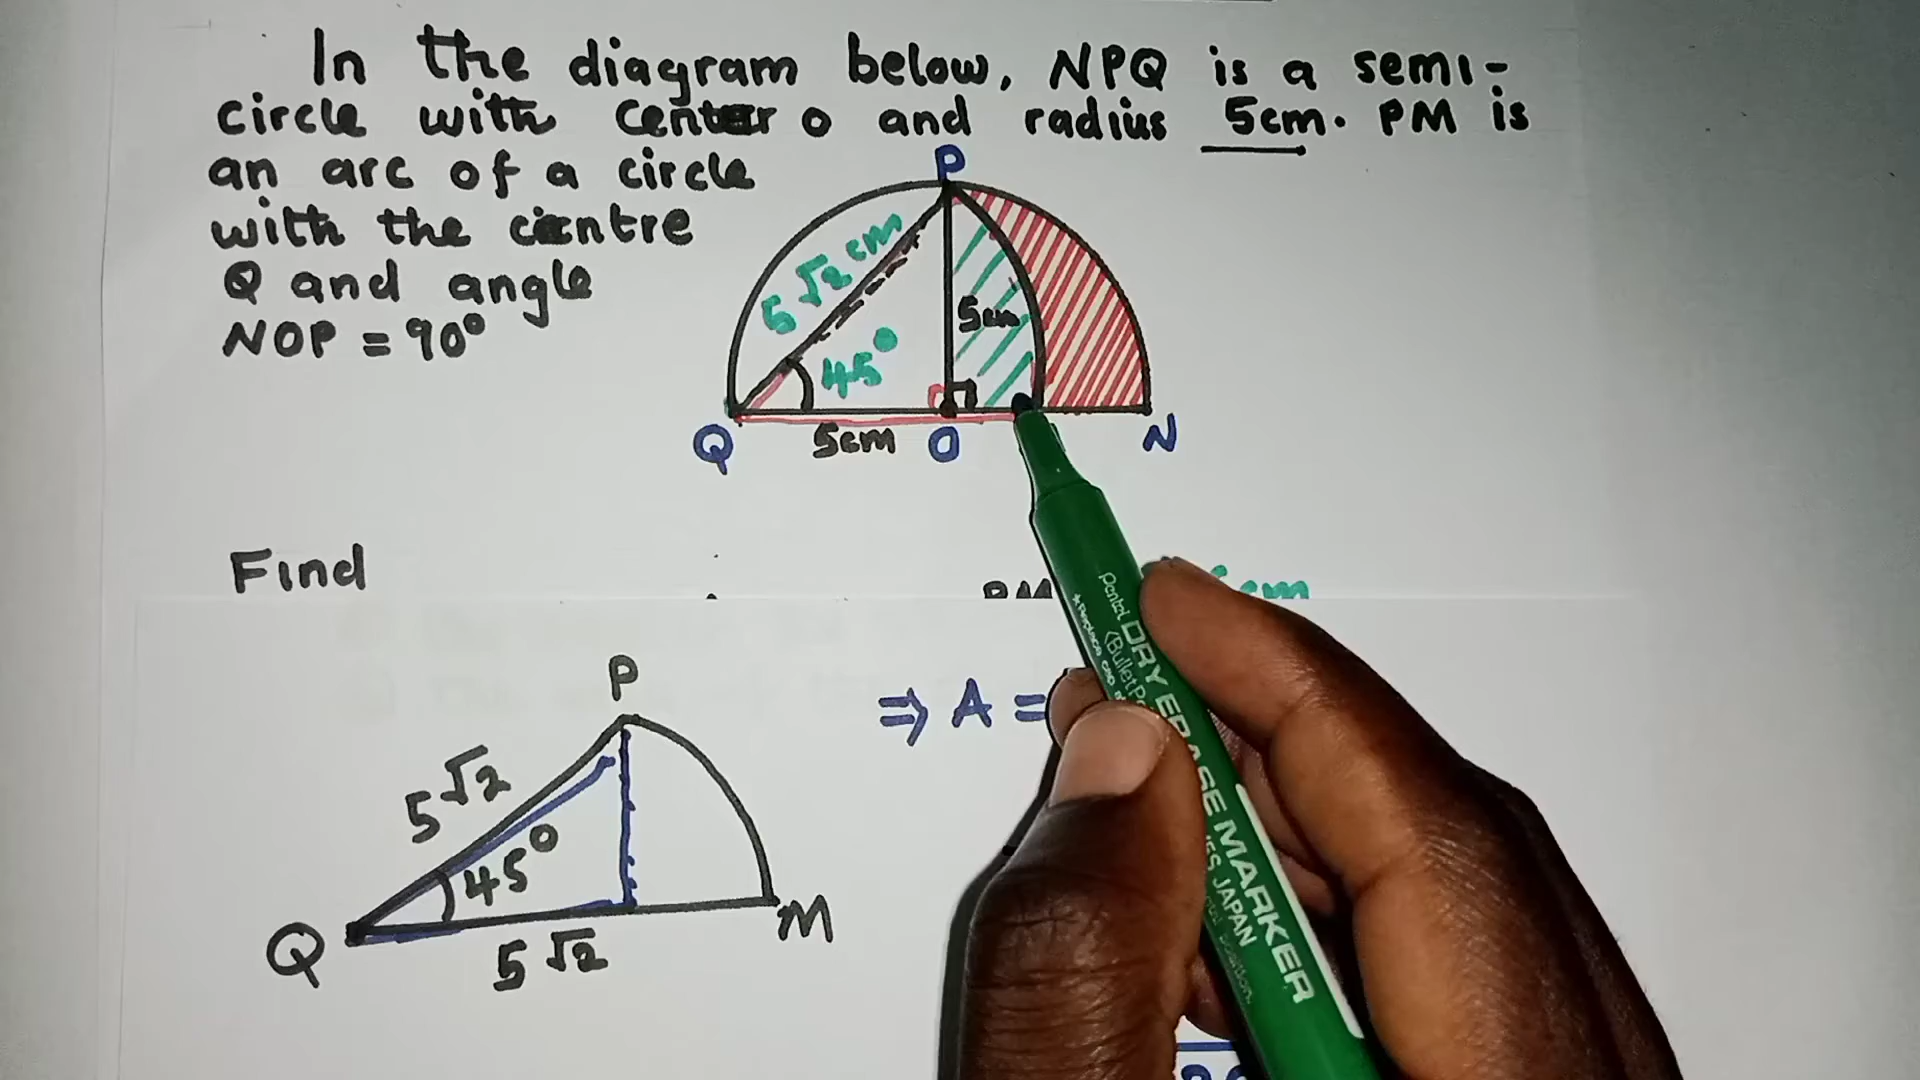 In the diagram below, NPQ is a semi-
circle with center o and radius 5cm. PM is
an arc of a circle
with the centre
Q and angle
NOP = 90°
P
5√2 cm
5cm
45°
Q
5cm
O
N
Find
PM
cm
P
⇒ A =
5√2
45°
Q
5√2
M
Pentel DRY ERASE MARKER
JAPAN